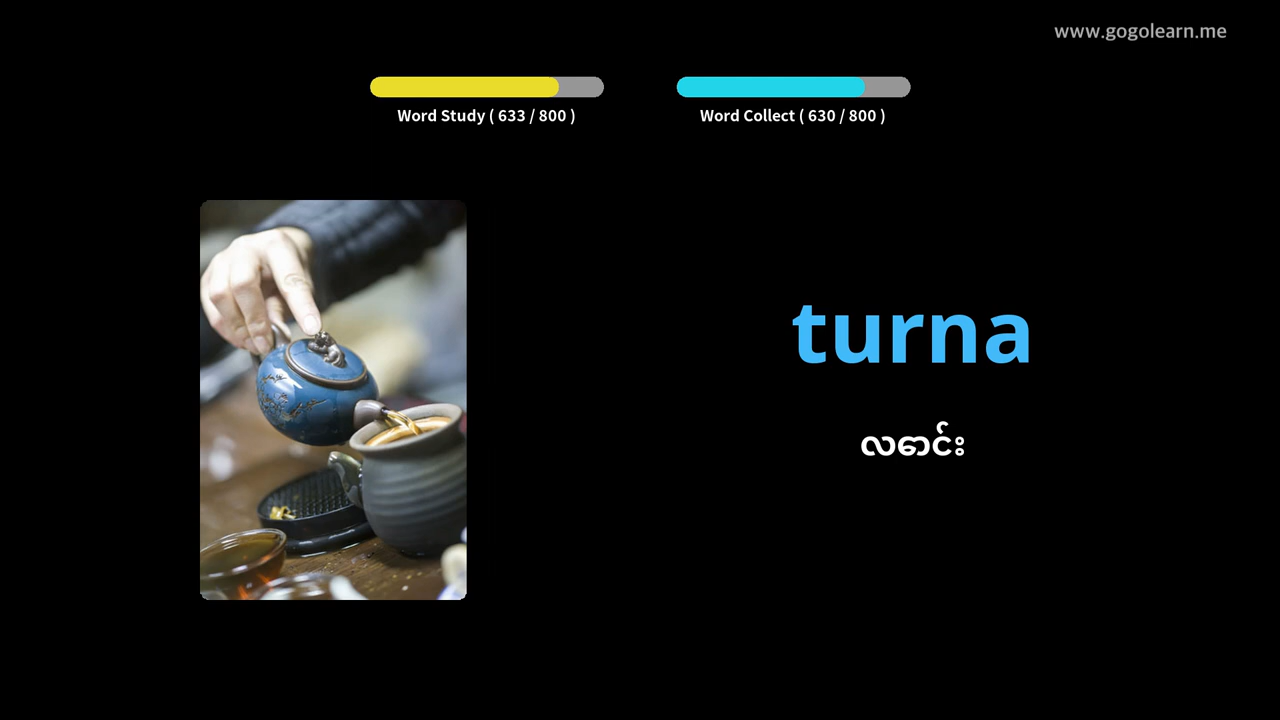 www.gogolearn.me
Word Study ( 633 / 800 )
Word Collect ( 630 / 800 )
turna
လဓာင်း